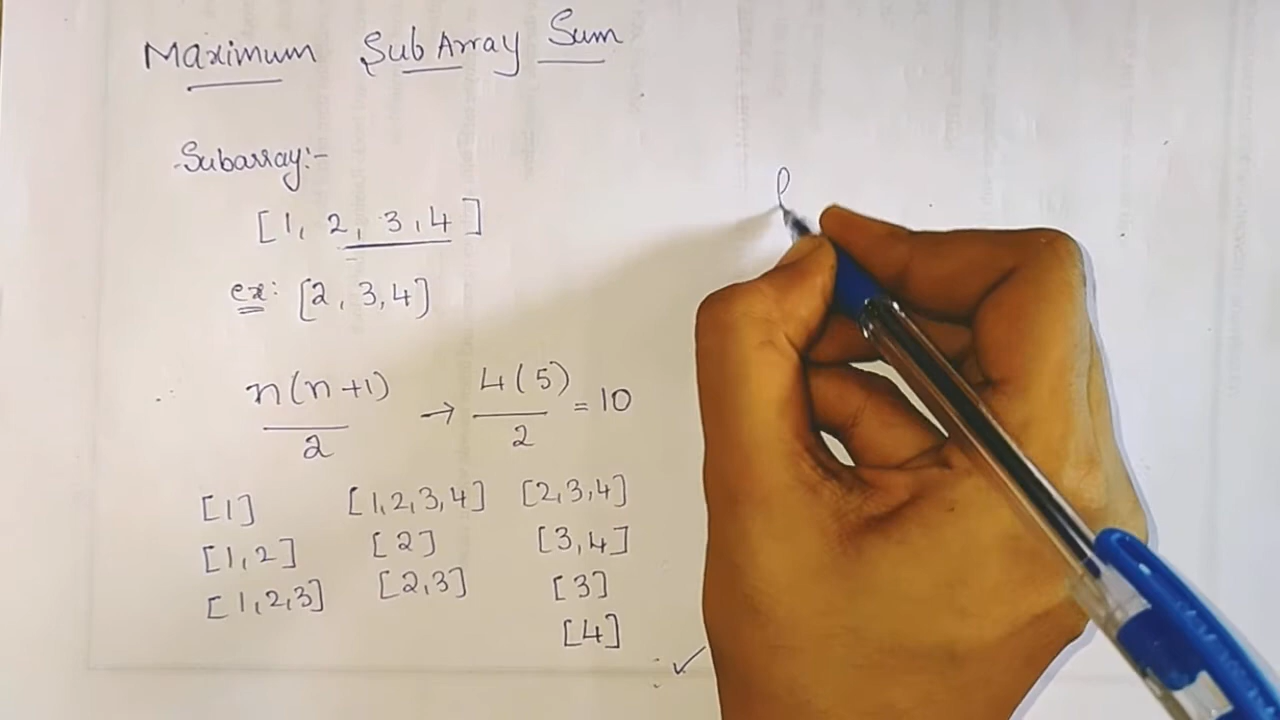 Maximum SubArray Sum
Subarray:-
[1, 2, 3, 4]
ex: [2, 3, 4]
n(n+1)/2 → 4(5)/2 = 10
[1] [1,2,3,4] [2,3,4]
[1,2] [2] [3,4]
[1,2,3] [2,3] [3]
[4]
✓